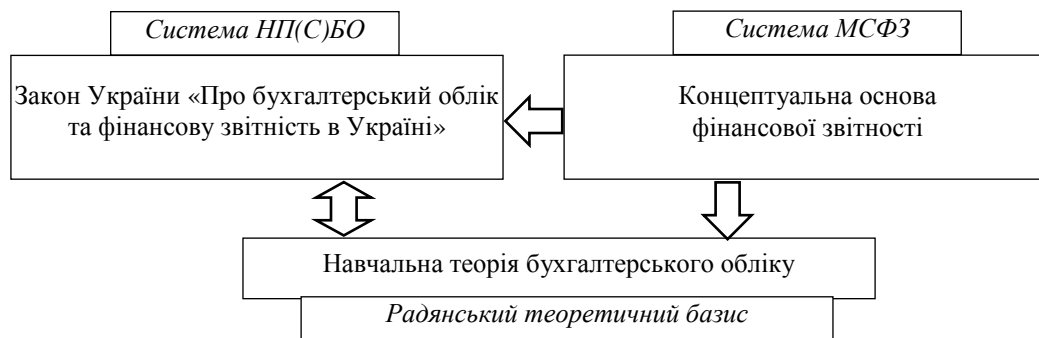 Система НП(С)БО
Система МСФЗ
Закон України «Про бухгалтерський облік
та фінансову звітність в Україні»
Концептуальна основа
фінансової звітності
Навчальна теорія бухгалтерського обліку
Радянський теоретичний базис